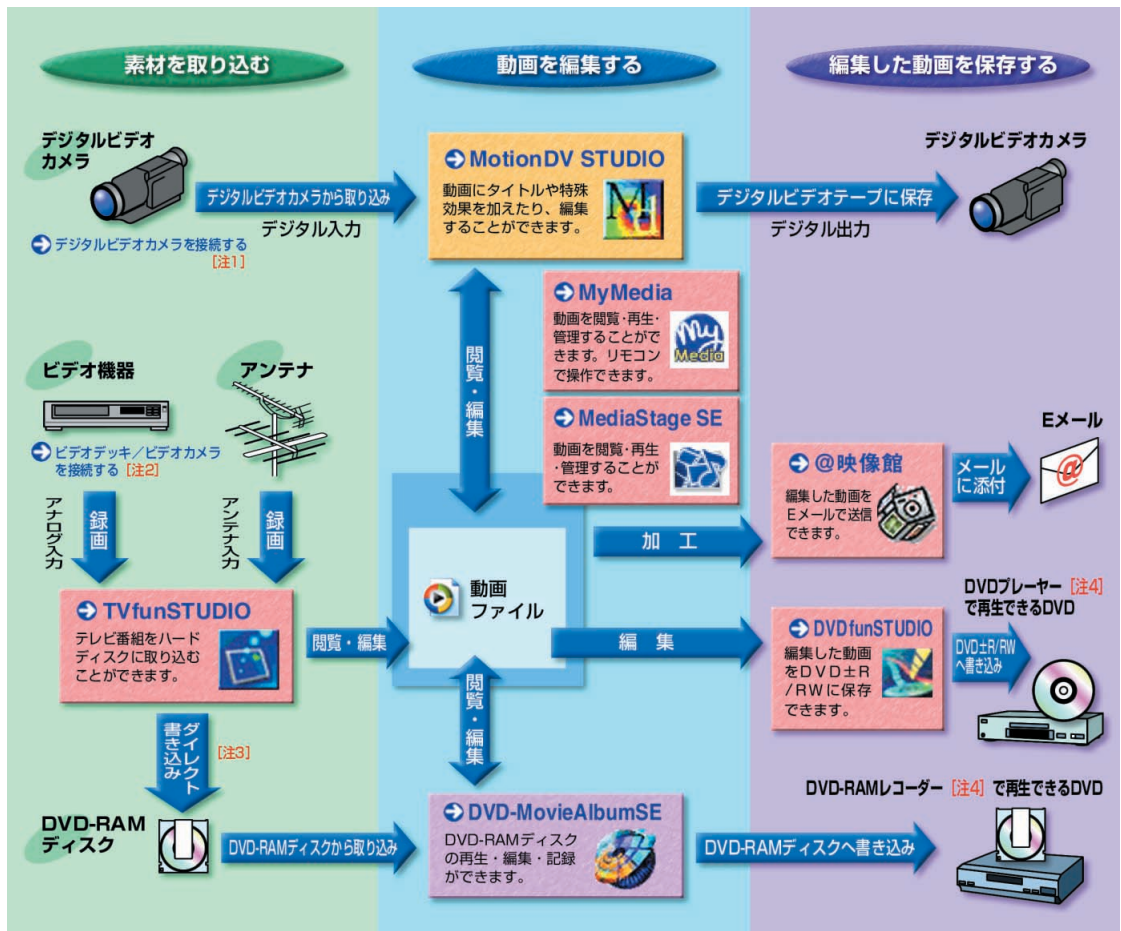 素材を取り込む
動画を編集する
編集した動画を保存する
デジタルビデオ
カメラ
デジタルビデオカメラから取り込み
デジタル入力
デジタルビデオカメラを接続する
[注1]
MotionDV STUDIO
動画にタイトルや特殊
効果を加えたり、編集
することができます。
デジタルビデオテープに保存
デジタル出力
デジタルビデオカメラ
閲覧・編集
MyMedia
動画を閲覧・再生・
管理することがで
きます。リモコン
で操作できます。
My
Media
MediaStage SE
動画を閲覧・再生
・管理することが
できます。
ビデオ機器
アンテナ
ビデオデッキ/ビデオカメラ
を接続する [注2]
アナログ入力
録画
アンテナ入力
録画
TVfunSTUDIO
テレビ番組をハード
ディスクに取り込む
ことができます。
閲覧・編集
動画
ファイル
加 工
@映像館
編集した動画を
Eメールで送信
できます。
メール
に添付
Eメール
@
編 集
DVDfunSTUDIO
編集した動画
をDVD±R
/RWに保存
できます。
DVD±R/RW
へ書き込み
DVDプレーヤー [注4]
で再生できるDVD
ダイレクト
書き込み
[注3]
閲覧・編集
DVD-RAM
ディスク
DVD-RAMディスクから取り込み
DVD-MovieAlbumSE
DVD-RAMディスク
の再生・編集・記録
ができます。
DVD-RAMディスクへ書き込み
DVD-RAMレコーダー [注4] で再生できるDVD